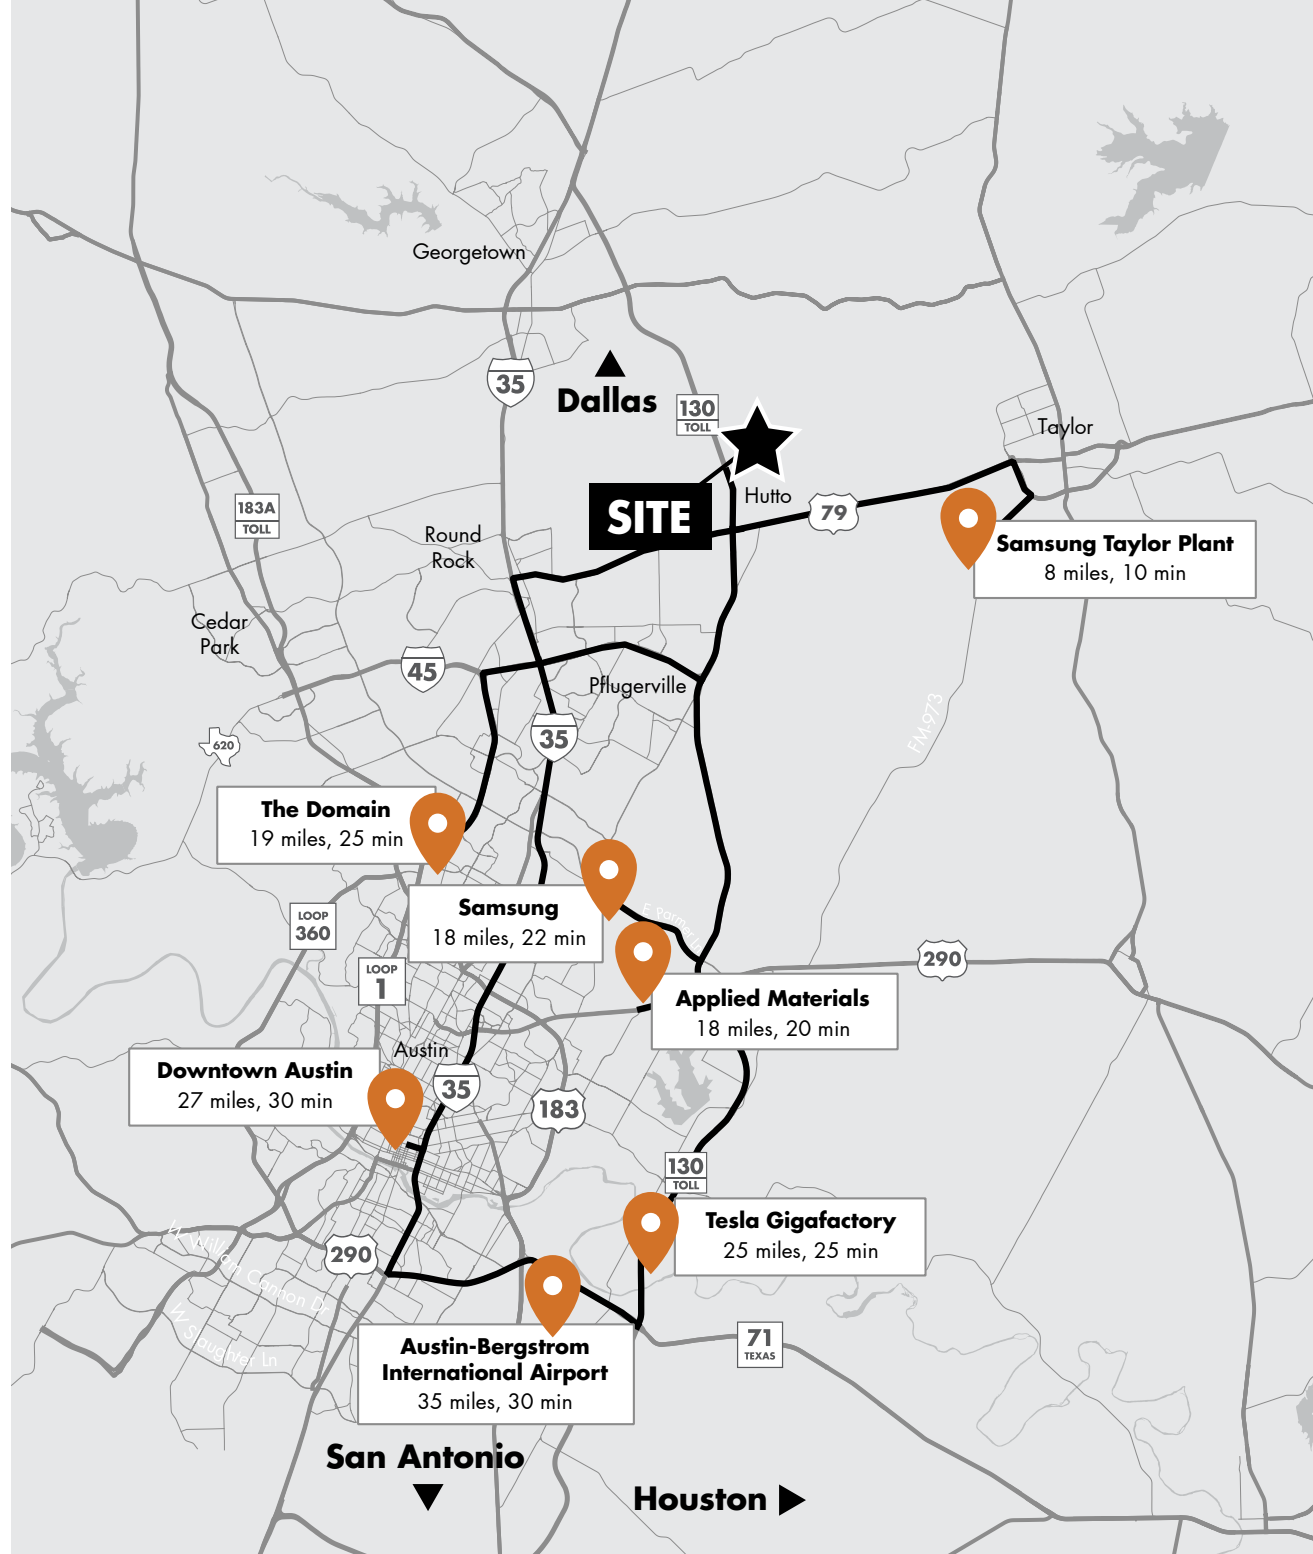 Georgetown
35
Dallas
130
TOLL
Taylor
Hutto
SITE
79
183A
TOLL
Round
Rock
Samsung Taylor Plant
8 miles, 10 min
Cedar
Park
45
Pflugerville
FM-973
35
620
The Domain
19 miles, 25 min
Samsung
18 miles, 22 min
E Parmer Ln
LOOP
360
LOOP
1
290
Applied Materials
18 miles, 20 min
Austin
Downtown Austin
27 miles, 30 min
35
183
130
TOLL
Tesla Gigafactory
25 miles, 25 min
W William Cannon Dr
290
W Slaughter Ln
71
TEXAS
Austin-Bergstrom
International Airport
35 miles, 30 min
San Antonio
Houston